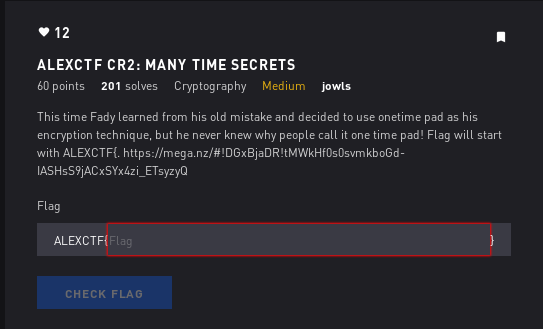 12
ALEXCTF CR2: MANY TIME SECRETS
60 points 201 solves Cryptography Medium jowls
This time Fady learned from his old mistake and decided to use onetime pad as his
encryption technique, but he never knew why people call it one time pad! Flag will start
with ALEXCTF{. https://mega.nz/#!DGxBjaDR!tMWkHf0s0svmkboGd-
IASHsS9jACxSYx4zi_ETsyzyQ
Flag
ALEXCTF{Flag }
CHECK FLAG